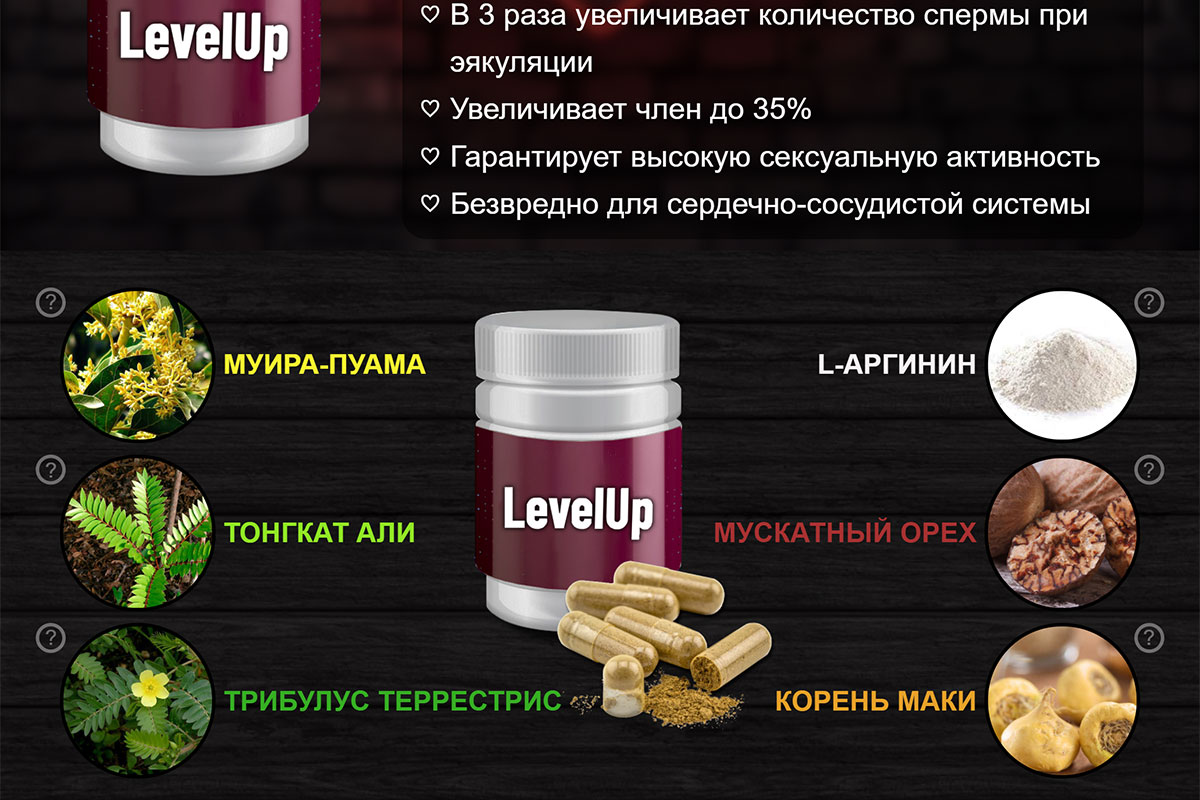 LevelUp
В 3 раза увеличивает количество спермы при
эякуляции
Увеличивает член до 35%
Гарантирует высокую сексуальную активность
Безвредно для сердечно-сосудистой системы
?
МУИРА-ПУАМА
L-АРГИНИН
?
?
ТОНГКАТ АЛИ
LevelUp
МУСКАТНЫЙ ОРЕХ
?
?
ТРИБУЛУС ТЕРРЕСТРИС
КОРЕНЬ МАКИ
?